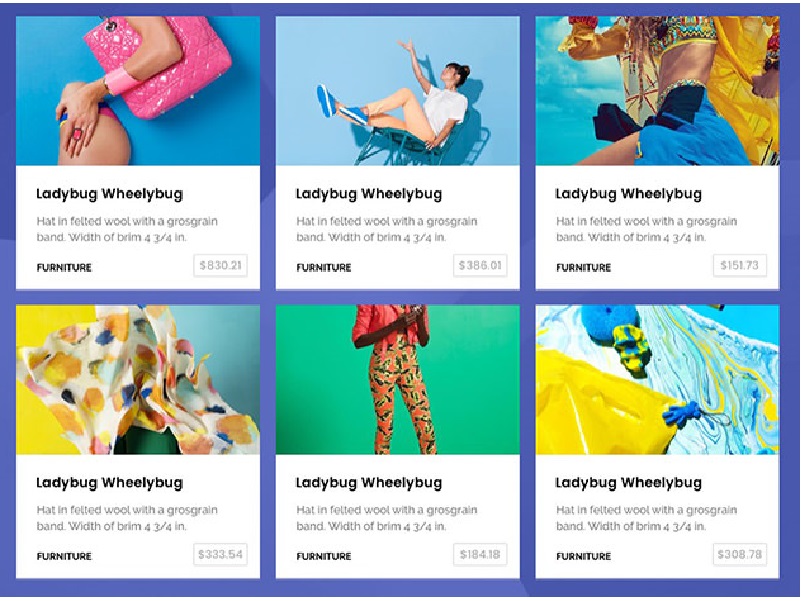 Ladybug Wheelybug
Hat in felted wool with a grosgrain
band. Width of brim 4 3/4 in.
FURNITURE
$830.21
Ladybug Wheelybug
Hat in felted wool with a grosgrain
band. Width of brim 4 3/4 in.
FURNITURE
$386.01
Ladybug Wheelybug
Hat in felted wool with a grosgrain
band. Width of brim 4 3/4 in.
FURNITURE
$151.73
Ladybug Wheelybug
Hat in felted wool with a grosgrain
band. Width of brim 4 3/4 in.
FURNITURE
$333.54
Ladybug Wheelybug
Hat in felted wool with a grosgrain
band. Width of brim 4 3/4 in.
FURNITURE
$184.18
Ladybug Wheelybug
Hat in felted wool with a grosgrain
band. Width of brim 4 3/4 in.
FURNITURE
$308.78